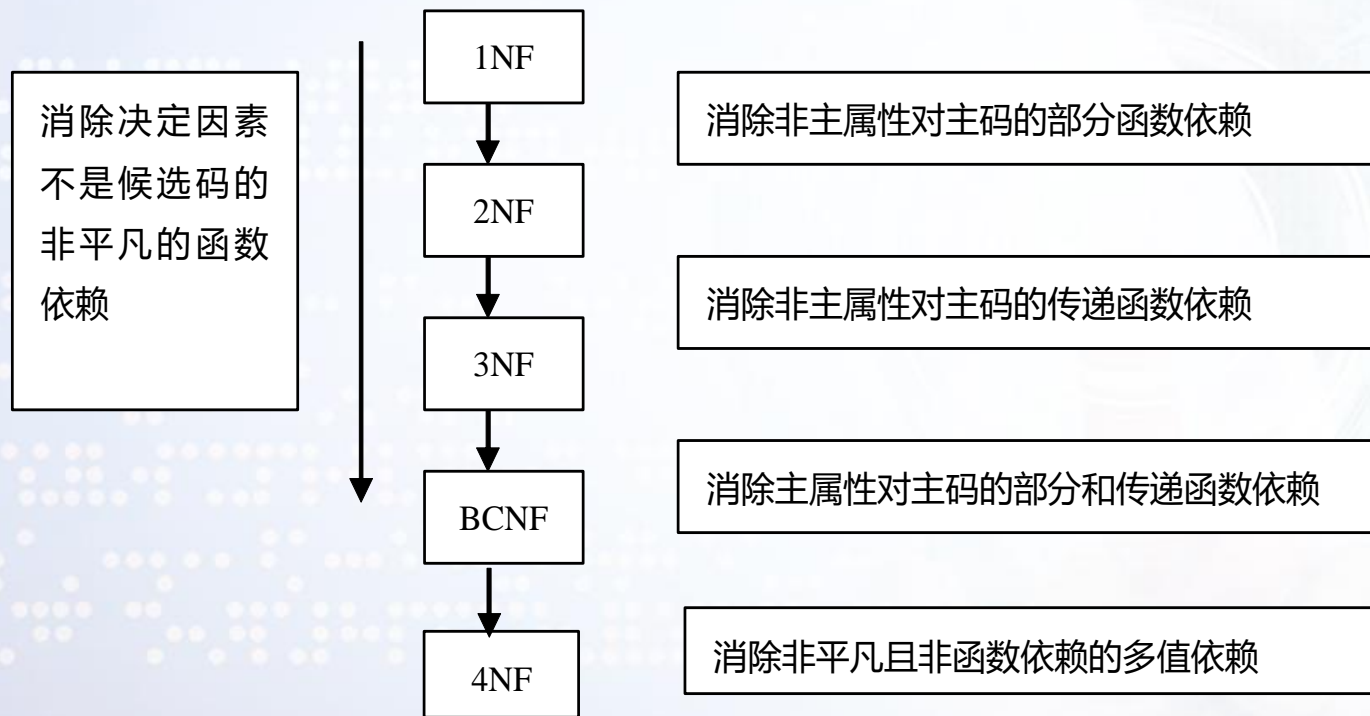 消除决定因素
不是候选码的
非平凡的函数
依赖
1NF
消除非主属性对主码的部分函数依赖
2NF
消除非主属性对主码的传递函数依赖
3NF
消除主属性对主码的部分和传递函数依赖
BCNF
消除非平凡且非函数依赖的多值依赖
4NF